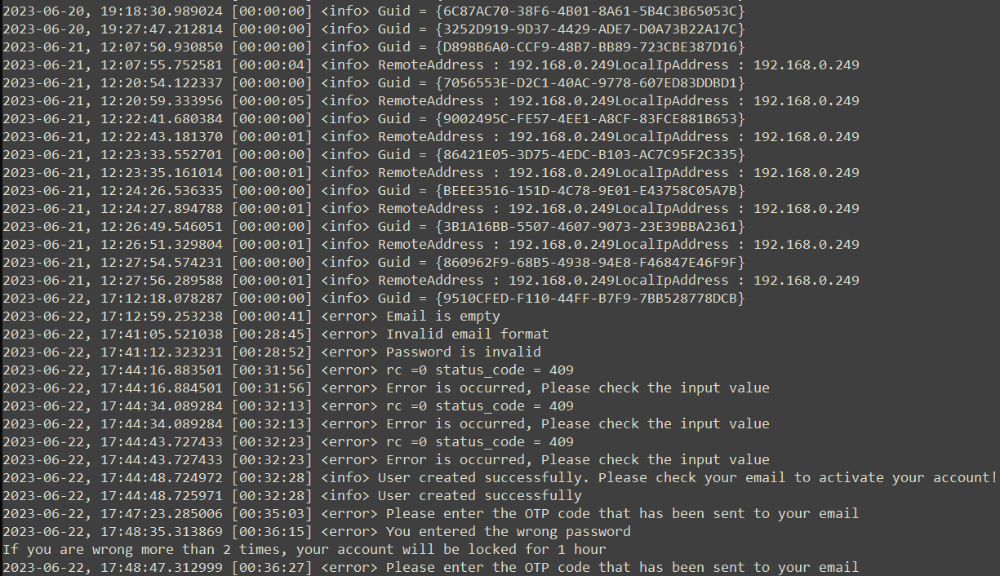 2023-06-20, 19:18:30.989024 [00:00:00] <info> Guid = {6C87AC70-38F6-4B01-8A61-5B4C3B65053C}
2023-06-20, 19:27:47.212814 [00:00:00] <info> Guid = {3252D919-9D37-4429-ADE7-D0A73B22A17C}
2023-06-21, 12:07:50.930850 [00:00:00] <info> Guid = {D898B6A0-CCF9-48B7-BB89-723CBE387D16}
2023-06-21, 12:07:55.752581 [00:00:04] <info> RemoteAddress : 192.168.0.249LocalIpAddress : 192.168.0.249
2023-06-21, 12:20:54.122337 [00:00:00] <info> Guid = {7056553E-D2C1-40AC-9778-607ED83DDBD1}
2023-06-21, 12:20:59.333956 [00:00:05] <info> RemoteAddress : 192.168.0.249LocalIpAddress : 192.168.0.249
2023-06-21, 12:22:41.680384 [00:00:00] <info> Guid = {9002495C-FE57-4EE1-A8CF-83FCE881B653}
2023-06-21, 12:22:43.181370 [00:00:01] <info> RemoteAddress : 192.168.0.249LocalIpAddress : 192.168.0.249
2023-06-21, 12:23:33.552701 [00:00:00] <info> Guid = {86421E05-3D75-4EDC-B103-AC7C95F2C335}
2023-06-21, 12:23:35.161014 [00:00:01] <info> RemoteAddress : 192.168.0.249LocalIpAddress : 192.168.0.249
2023-06-21, 12:24:26.536335 [00:00:00] <info> Guid = {BEEE3516-151D-4C78-9E01-E43758C05A7B}
2023-06-21, 12:24:27.894788 [00:00:01] <info> RemoteAddress : 192.168.0.249LocalIpAddress : 192.168.0.249
2023-06-21, 12:26:49.546051 [00:00:00] <info> Guid = {3B1A16BB-5507-4607-9073-23E39BBA2361}
2023-06-21, 12:26:51.329804 [00:00:01] <info> RemoteAddress : 192.168.0.249LocalIpAddress : 192.168.0.249
2023-06-21, 12:27:54.574231 [00:00:00] <info> Guid = {860962F9-68B5-4938-94E8-F46847E46F9F}
2023-06-21, 12:27:56.289588 [00:00:01] <info> RemoteAddress : 192.168.0.249LocalIpAddress : 192.168.0.249
2023-06-22, 17:12:18.078287 [00:00:00] <info> Guid = {9510CFED-F110-44FF-B7F9-7BB528778DCB}
2023-06-22, 17:12:59.253238 [00:00:41] <error> Email is empty
2023-06-22, 17:41:05.521038 [00:28:45] <error> Invalid email format
2023-06-22, 17:41:12.323231 [00:28:52] <error> Password is invalid
2023-06-22, 17:44:16.883501 [00:31:56] <error> rc =0 status_code = 409
2023-06-22, 17:44:16.884501 [00:31:56] <error> Error is occurred, Please check the input value
2023-06-22, 17:44:34.089284 [00:32:13] <error> rc =0 status_code = 409
2023-06-22, 17:44:34.089284 [00:32:13] <error> Error is occurred, Please check the input value
2023-06-22, 17:44:43.727433 [00:32:23] <error> rc =0 status_code = 409
2023-06-22, 17:44:43.727433 [00:32:23] <error> Error is occurred, Please check the input value
2023-06-22, 17:44:48.724972 [00:32:28] <info> User created successfully. Please check your email to activate your account!
2023-06-22, 17:44:48.725971 [00:32:28] <info> User created successfully
2023-06-22, 17:47:23.285006 [00:35:03] <error> Please enter the OTP code that has been sent to your email
2023-06-22, 17:48:35.313869 [00:36:15] <error> You entered the wrong password
If you are wrong more than 2 times, your account will be locked for 1 hour
2023-06-22, 17:48:47.312999 [00:36:27] <error> Please enter the OTP code that has been sent to your email